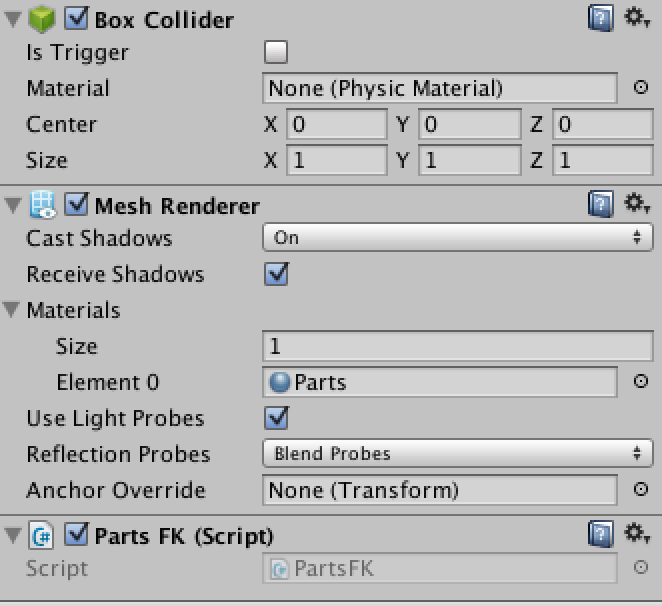 Box Collider
Is Trigger
Material None (Physic Material)
Center X 0 Y 0 Z 0
Size X 1 Y 1 Z 1
Mesh Renderer
Cast Shadows On
Receive Shadows
Materials
Size 1
Element 0 Parts
Use Light Probes
Reflection Probes Blend Probes
Anchor Override None (Transform)
C# Parts FK (Script)
Script C# PartsFK